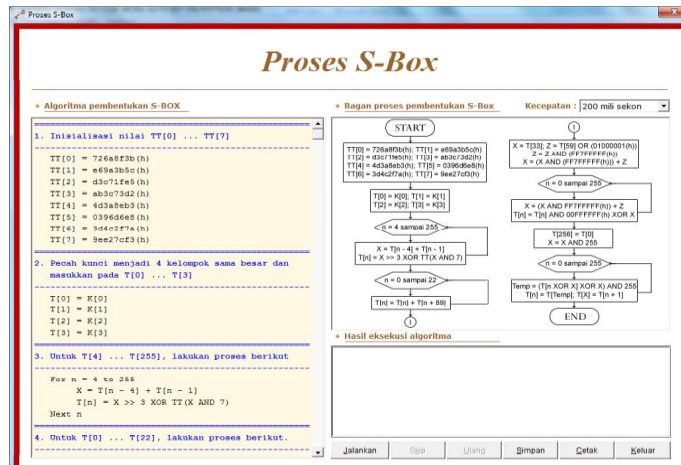 Proses S-Box
Proses S-Box
Algoritma pembentukan S-BOX
1. Inisialisasi nilai TT[0] ... TT[7]
TT[0] = 726a8f3b(h)
TT[1] = e69a3b5c(h)
TT[2] = d3c71fe5(h)
TT[3] = ab3c73d2(h)
TT[4] = 4d3a8eb3(h)
TT[5] = 0396d6e8(h)
TT[6] = 3d4c2f7a(h)
TT[7] = 9ee27cf3(h)
2. Pecah kunci menjadi 4 kelompok sama besar dan
masukkan pada T[0] ... T[3]
T[0] = K[0]
T[1] = K[1]
T[2] = K[2]
T[3] = K[3]
3. Untuk T[4] ... T[255], lakukan proses berikut
For n = 4 to 255
X = T[n - 4] + T[n - 1]
T[n] = X >> 3 XOR TT(X AND 7)
Next n
4. Untuk T[0] ... T[22], lakukan proses berikut.
Bagan proses pembentukan S-Box
Kecepatan : 200 mili sekon
START
TT[0] = 726a8f3b(h); TT[1] = e69a3b5c(h)
TT[2] = d3c71fe5(h); TT[3] = ab3c73d2(h)
TT[4] = 4d3a8eb3(h); TT[5] = 0396d6e8(h)
TT[6] = 3d4c2f7a(h); TT[7] = 9ee27cf3(h)
T[0] = K[0]; T[1] = K[1]
T[2] = K[2]; T[3] = K[3]
n = 4 sampai 255
X = T[n - 4] + T[n - 1]
T[n] = X >> 3 XOR TT(X AND 7)
n = 0 sampai 22
T[n] = T[n] + T[n + 89]
1
1
X = T[33]; Z = T[59] OR (01000001(h))
Z = Z AND (FF7FFFFF(h))
X = (X AND (FF7FFFFF(h))) + Z
n = 0 sampai 255
X = (X AND FF7FFFFF(h)) + Z
T[n] = T[n] AND 00FFFFFF(h) XOR X
T[256] = T[0]
X = X AND 255
n = 0 sampai 255
Temp = (T[n XOR X] XOR X) AND 255
T[n] = T[Temp]; T[X] = T[n + 1]
END
Hasil eksekusi algoritma
Jalankan Skip Ulang Simpan Cetak Keluar